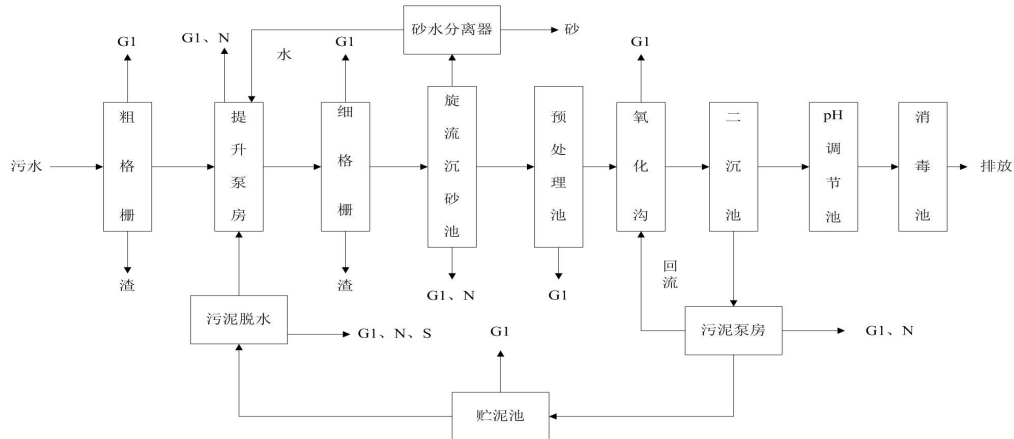 砂水分离器
砂
G1
G1、N
水
G1
G1
污水
粗格栅
提升泵房
细格栅
旋流沉砂池
预处理池
氧化沟
二沉池
pH调节池
消毒池
排放
渣
渣
G1、N
G1
回流
污泥脱水
G1、N、S
G1
污泥泵房
G1、N
贮泥池